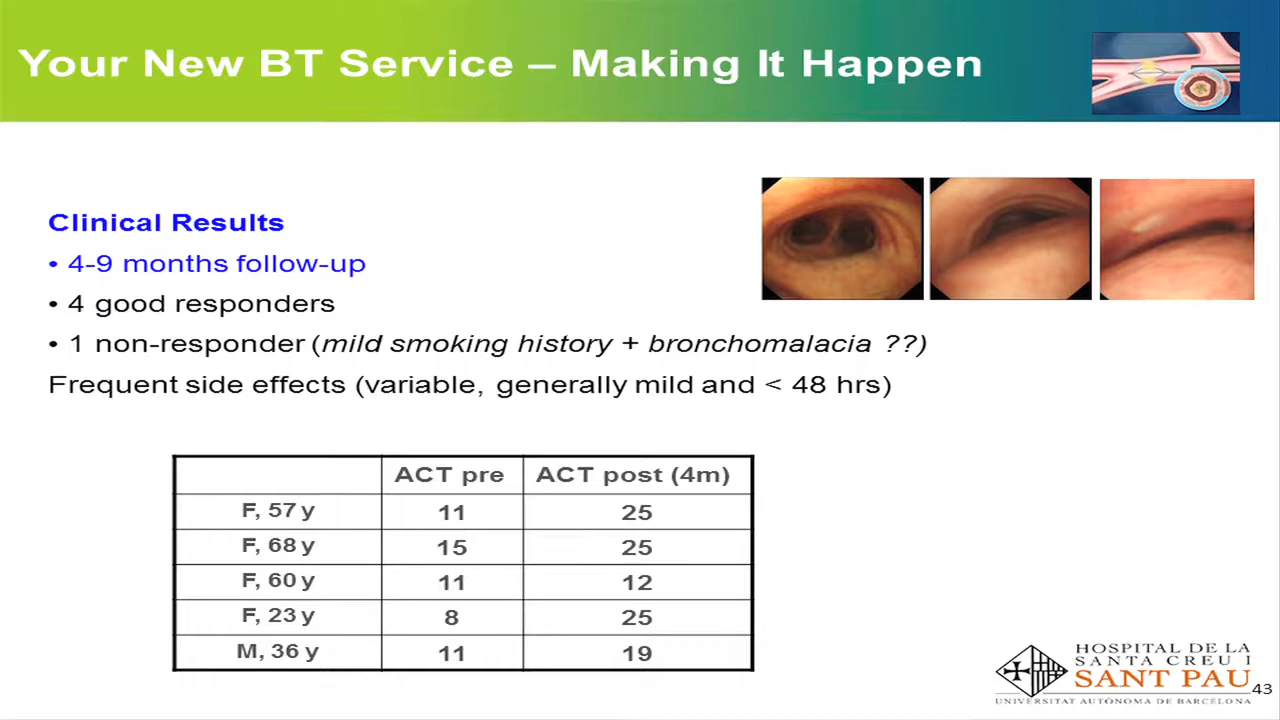 Your New BT Service – Making It Happen
Clinical Results
• 4-9 months follow-up
• 4 good responders
• 1 non-responder (mild smoking history + bronchomalacia ??)
Frequent side effects (variable, generally mild and < 48 hrs)
ACT pre ACT post (4m)
F, 57 y 11 25
F, 68 y 15 25
F, 60 y 11 12
F, 23 y 8 25
M, 36 y 11 19
HOSPITAL DE LA
SANTA CREU I
SANT PAU
UNIVERSITAT AUTÒNOMA DE BARCELONA
43